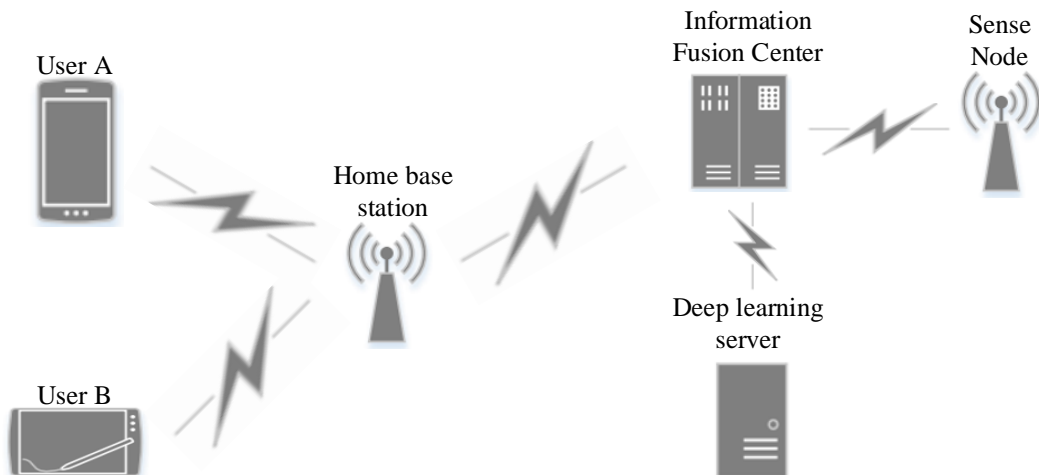 User A
Home base
station
User B
Information
Fusion Center
Sense
Node
Deep learning
server